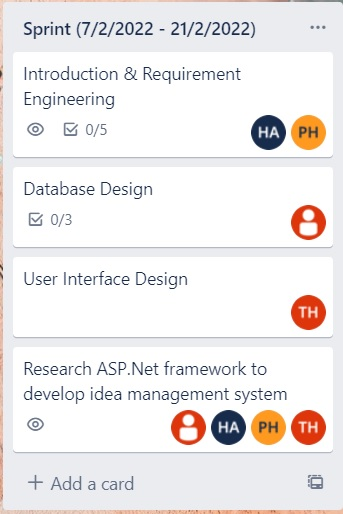 Sprint (7/2/2022 - 21/2/2022)
Introduction & Requirement
Engineering
0/5
HA PH
Database Design
0/3
User Interface Design
TH
Research ASP.Net framework to
develop idea management system
HA PH TH
Add a card